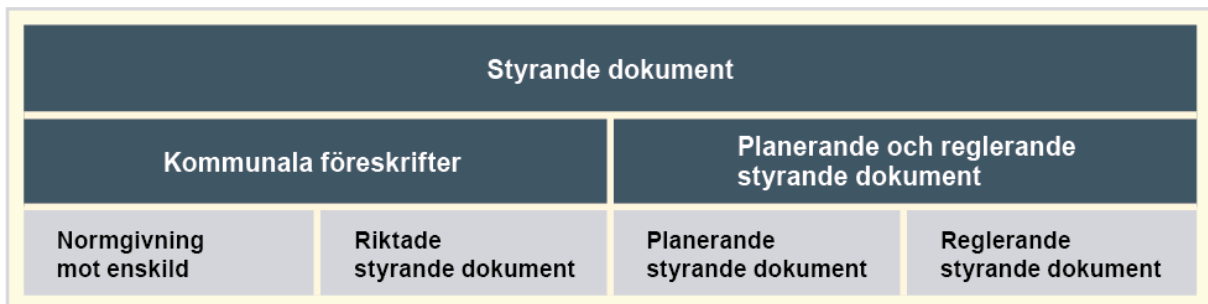 Styrande dokument
Kommunala föreskrifter
Planerande och reglerande
styrande dokument
Normgivning
mot enskild
Riktade
styrande dokument
Planerande
styrande dokument
Reglerande
styrande dokument